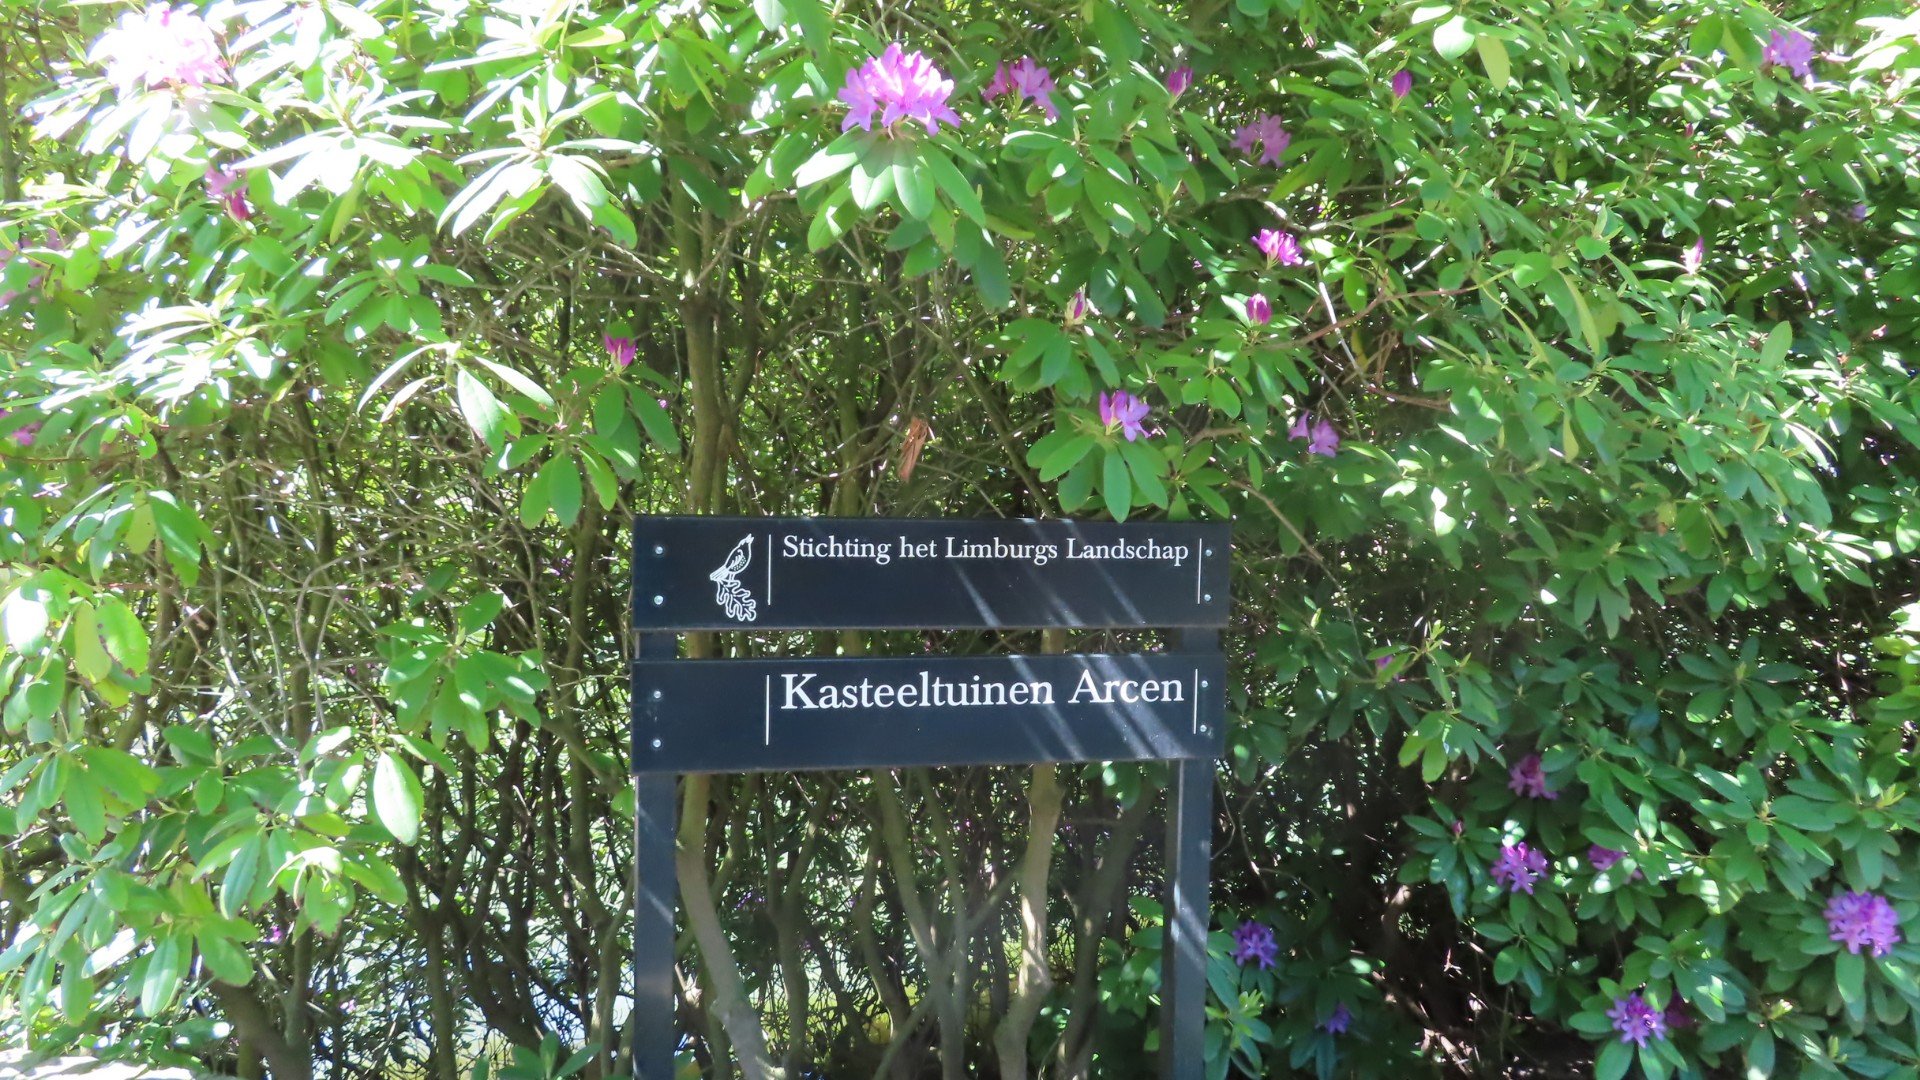 Stichting het Limburgs Landschap
Kasteeltuinen Arcen